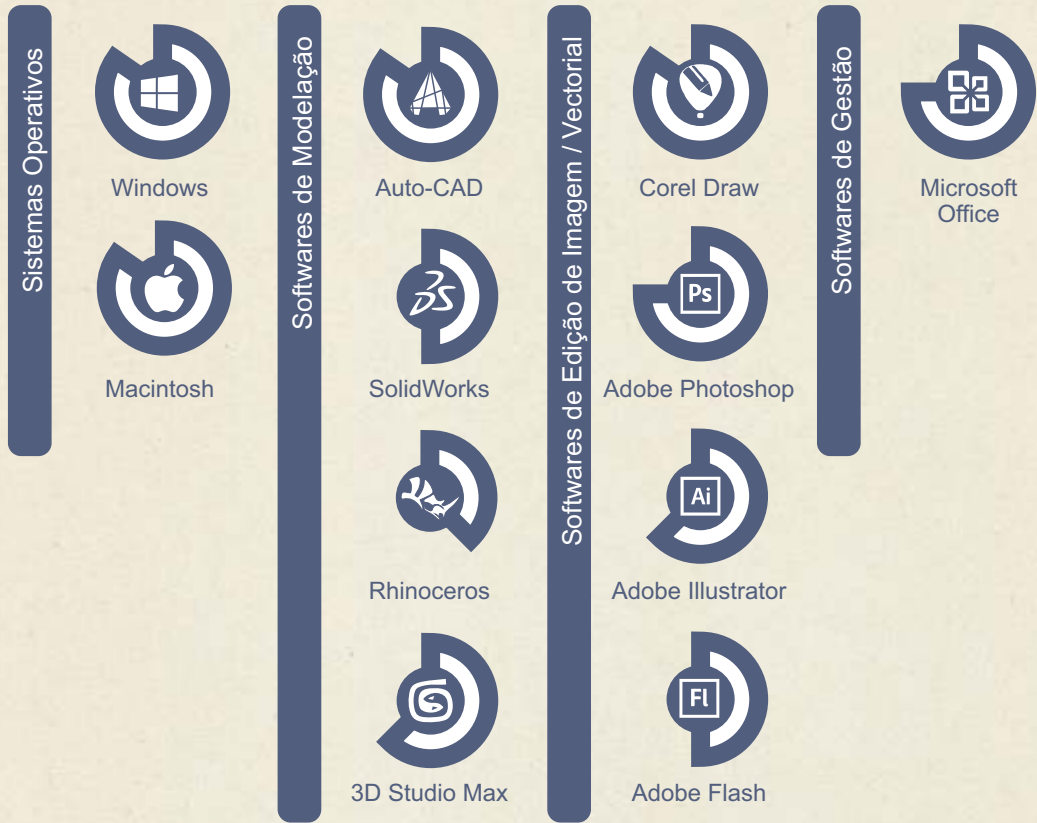 Sistemas Operativos
Windows
Macintosh
Softwares de Modelação
Auto-CAD
SolidWorks
Rhinoceros
3D Studio Max
Softwares de Edição de Imagem / Vectorial
Corel Draw
Ps
Adobe Photoshop
Ai
Adobe Illustrator
Fl
Adobe Flash
Softwares de Gestão
Microsoft
Office